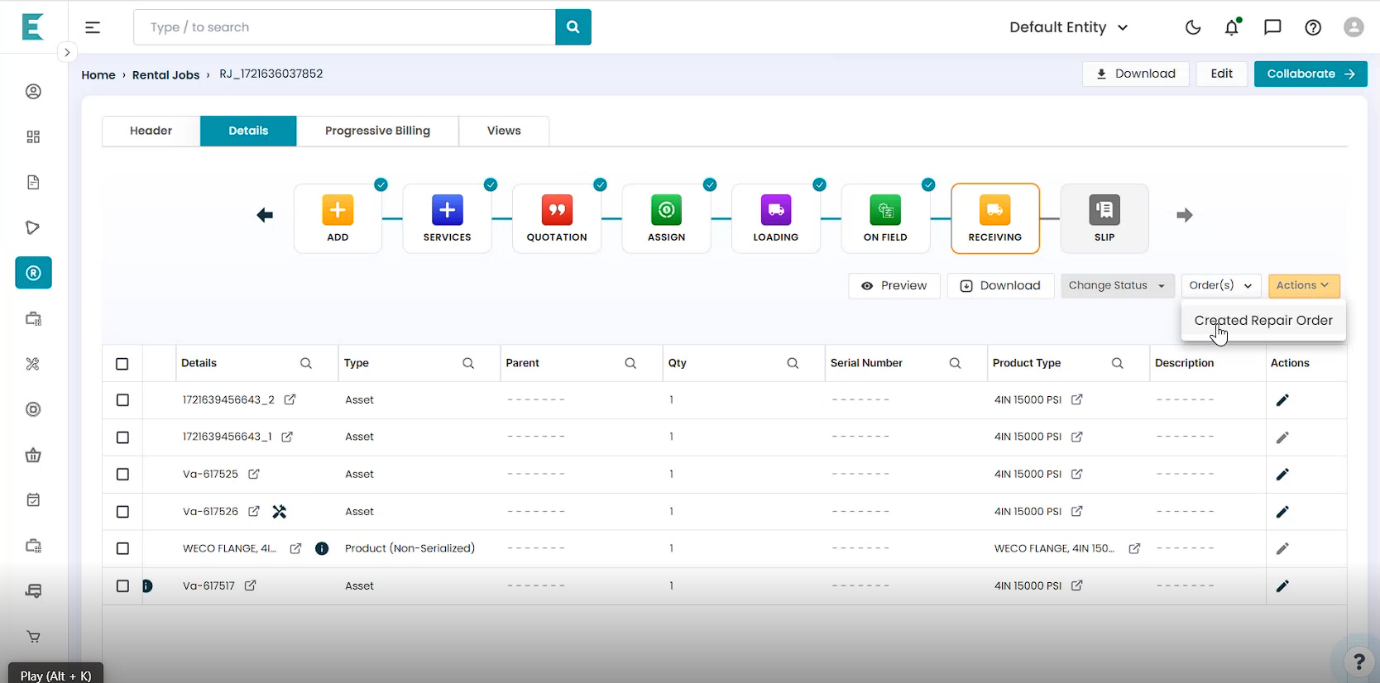 Type / to search
Default Entity
Home › Rental Jobs › RJ_1721636037852
Download
Edit
Collaborate
Header
Details
Progressive Billing
Views
ADD
SERVICES
QUOTATION
ASSIGN
LOADING
ON FIELD
RECEIVING
SLIP
Preview
Download
Change Status
Order(s)
Actions
Created Repair Order
Details Type Parent Qty Serial Number Product Type Description Actions
1721639456643_2 Asset ------- 1 ------- 4IN 15000 PSI -------
1721639456643_1 Asset ------- 1 ------- 4IN 15000 PSI -------
Va-617525 Asset ------- 1 ------- 4IN 15000 PSI -------
Va-617526 Asset ------- 1 ------- 4IN 15000 PSI -------
WECO FLANGE, 4I... Product (Non-Serialized) ------- 1 ------- WECO FLANGE, 4IN 150... -------
Va-617517 Asset ------- 1 ------- 4IN 15000 PSI -------
Play (Alt + K)